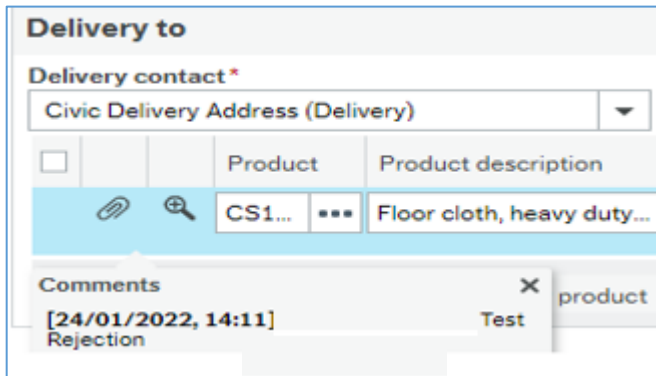 Delivery to
Delivery contact*
Civic Delivery Address (Delivery)
Product Product description
CS1... Floor cloth, heavy duty...
Comments
product
[24/01/2022, 14:11] Test
Rejection